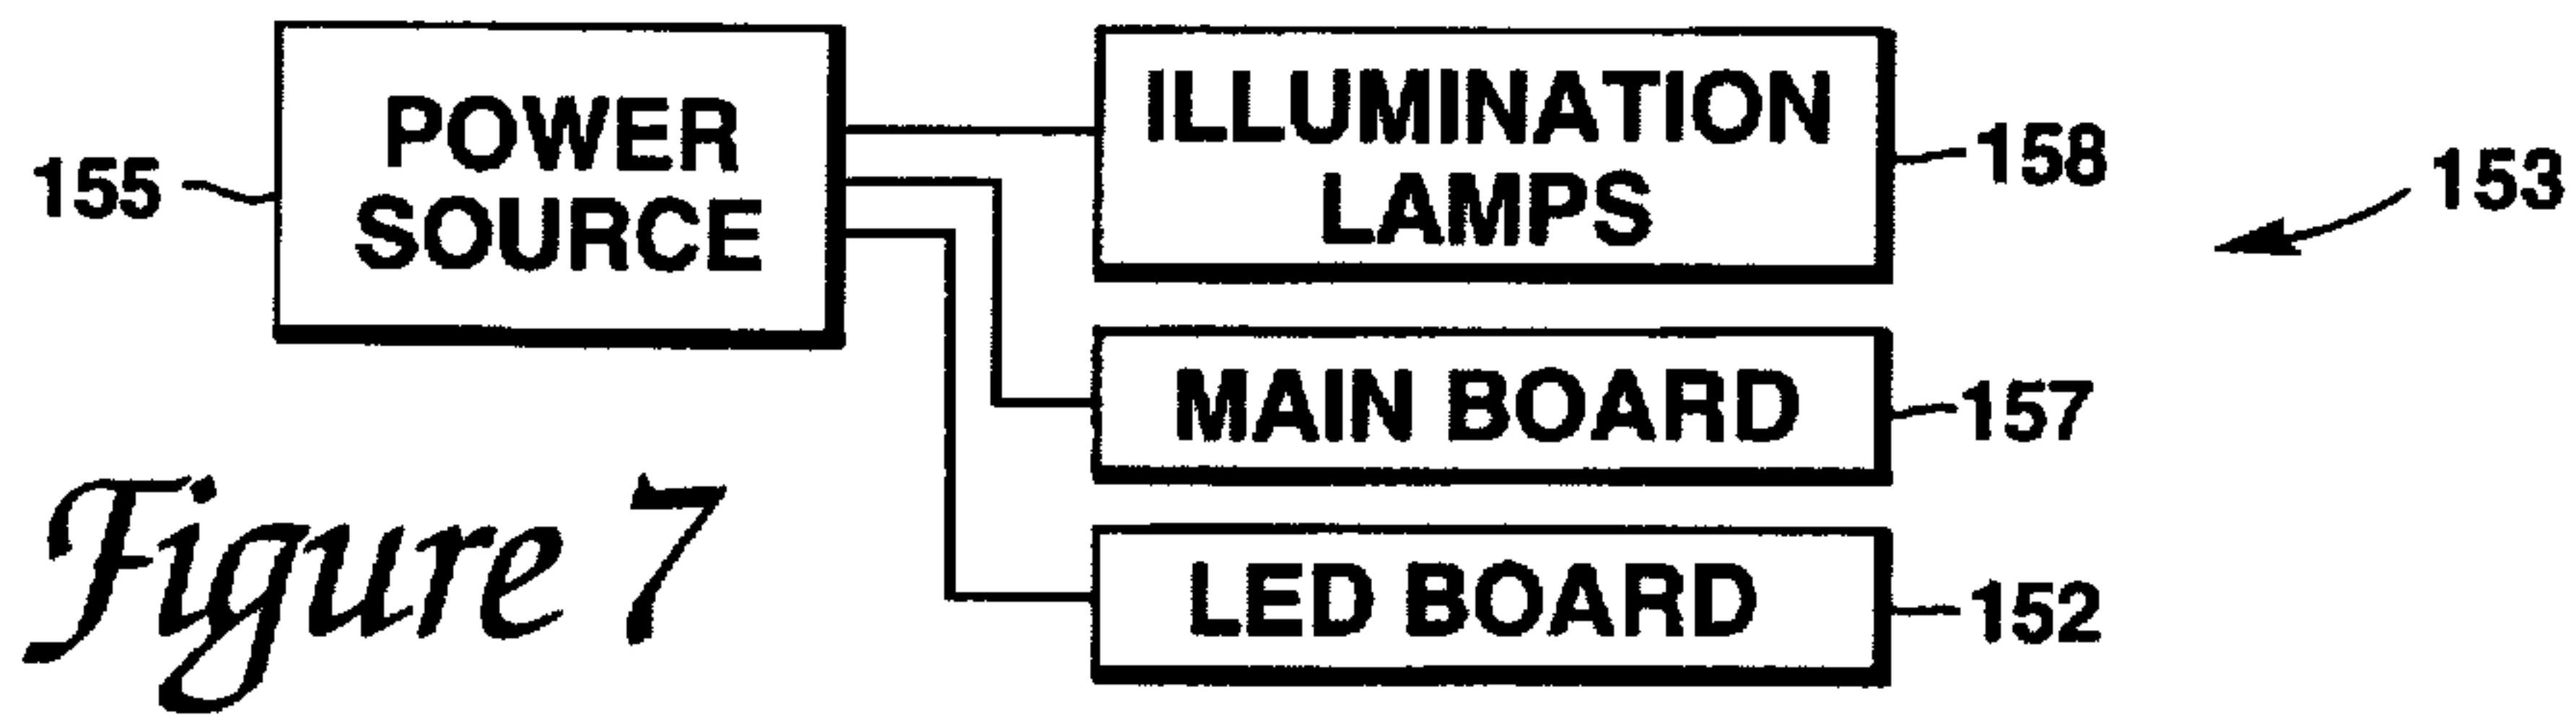 155
POWER
SOURCE
ILLUMINATION
LAMPS
158
153
MAIN BOARD
157
LED BOARD
152
Figure 7